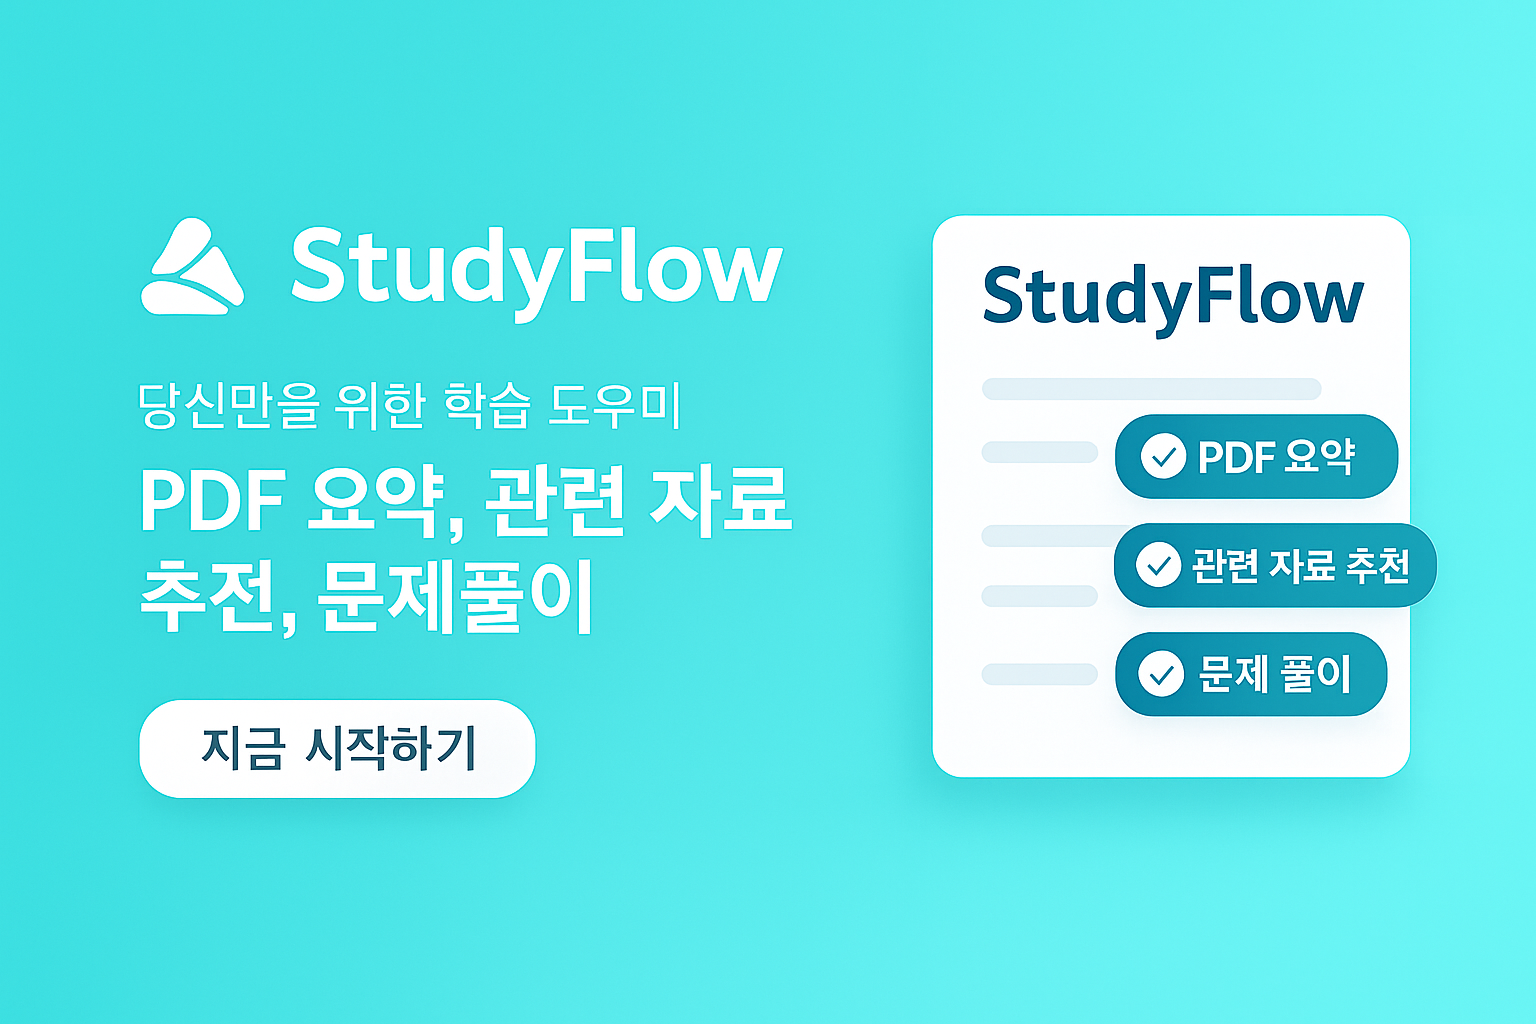 StudyFlow
당신만을 위한 학습 도우미
PDF 요약, 관련 자료
추전, 문제풀이
지금 시작하기
StudyFlow
PDF 요약
관련 자료 추천
문제 풀이